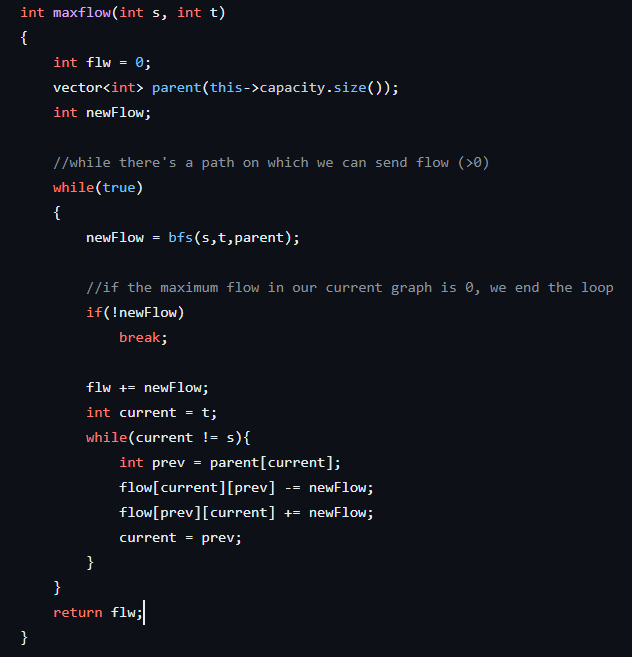 int maxflow(int s, int t)
{
    int flw = 0;
    vector<int> parent(this->capacity.size());
    int newFlow;

    //while there's a path on which we can send flow (>0)
    while(true)
    {
        newFlow = bfs(s,t,parent);

        //if the maximum flow in our current graph is 0, we end the loop
        if(!newFlow)
            break;

        flw += newFlow;
        int current = t;
        while(current != s){
            int prev = parent[current];
            flow[current][prev] -= newFlow;
            flow[prev][current] += newFlow;
            current = prev;
        }
    }
    return flw;
}